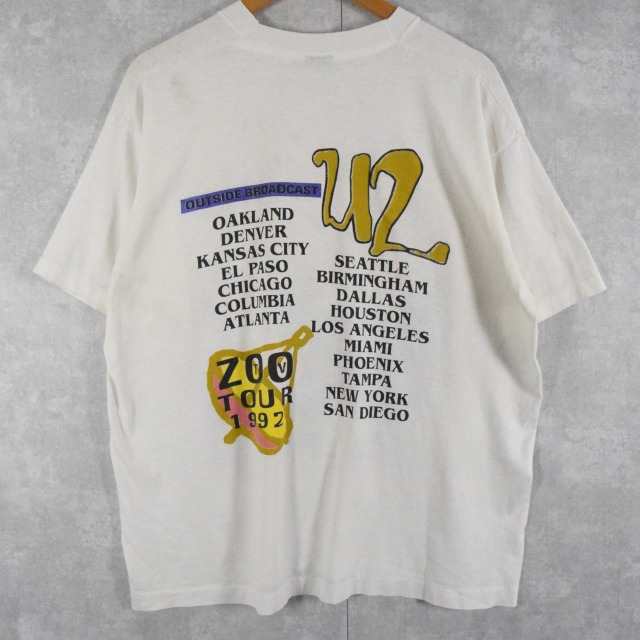 U2
OUTSIDE BROADCAST
OAKLAND
DENVER
KANSAS CITY
EL PASO
CHICAGO
COLUMBIA
ATLANTA
SEATTLE
BIRMINGHAM
DALLAS
HOUSTON
LOS ANGELES
MIAMI
PHOENIX
TAMPA
NEW YORK
SAN DIEGO
ZOO
TV
TOUR
1992